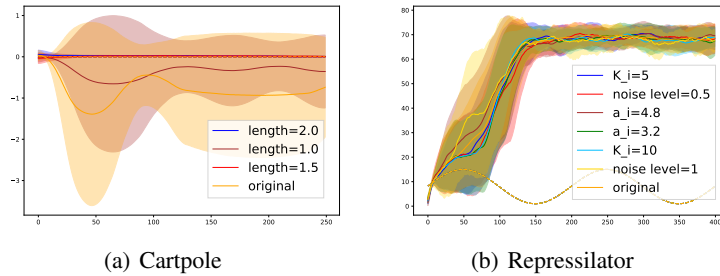 1
0
−1
−2
−3
0
50
100
150
200
250
length=2.0
length=1.0
length=1.5
original
(a) Cartpole
80
70
60
50
40
30
20
10
0
0
50
100
150
200
250
300
350
400
K_i=5
noise level=0.5
a_i=4.8
a_i=3.2
K_i=10
noise level=1
original
(b) Repressilator